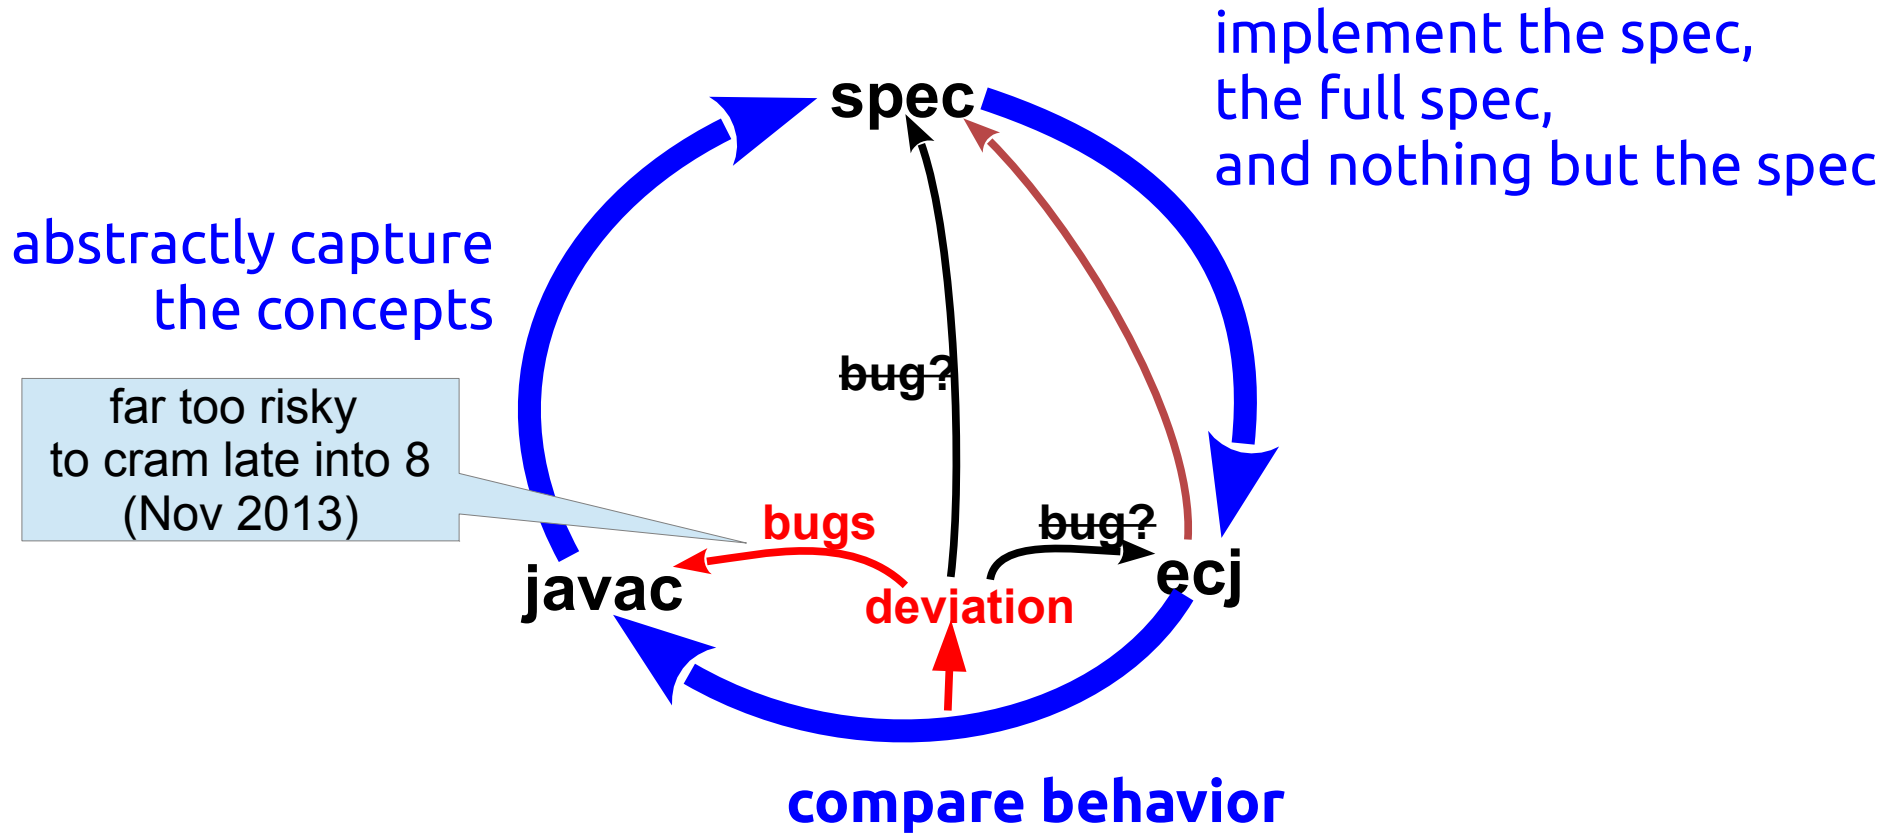 implement the spec,
the full spec,
and nothing but the spec
spec
abstractly capture
the concepts
bug?
far too risky
to cram late into 8
(Nov 2013)
bugs
bug?
javac
ecj
deviation
compare behavior